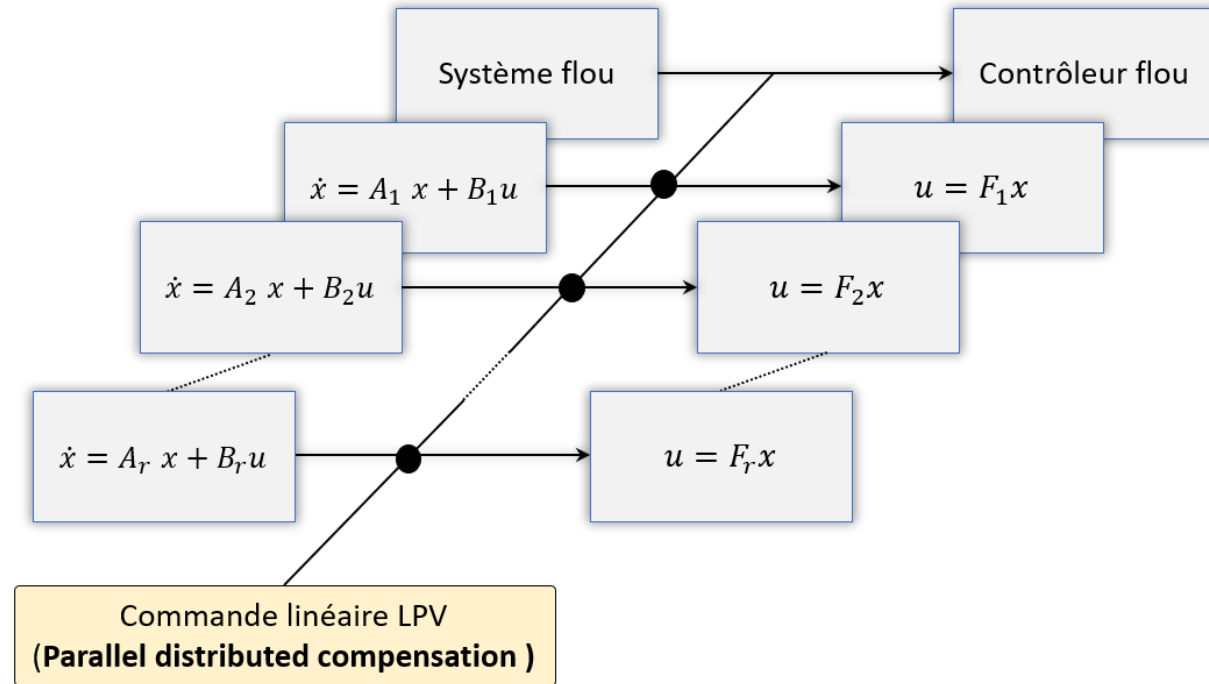 Système flou
Contrôleur flou
ẋ = A₁ x + B₁u
u = F₁x
ẋ = A₂ x + B₂u
u = F₂x
ẋ = Aᵣ x + Bᵣu
u = Fᵣx
Commande linéaire LPV
(Parallel distributed compensation )